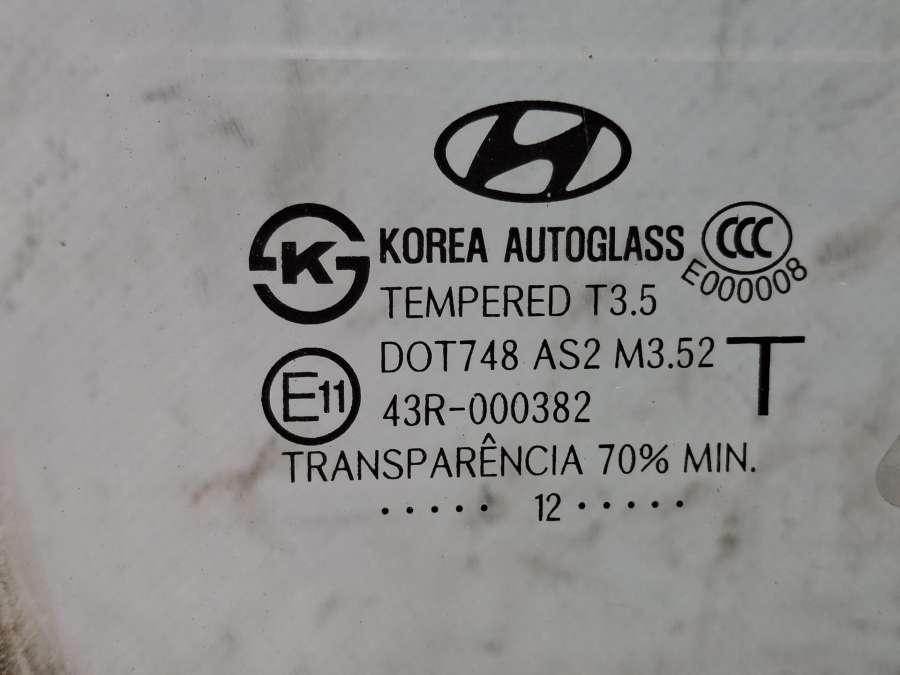 K
KOREA AUTOGLASS
CCC
E000008
TEMPERED T3.5
DOT748 AS2 M3.52
T
E11
43R-000382
TRANSPARÊNCIA 70% MIN.
····· 12 ······